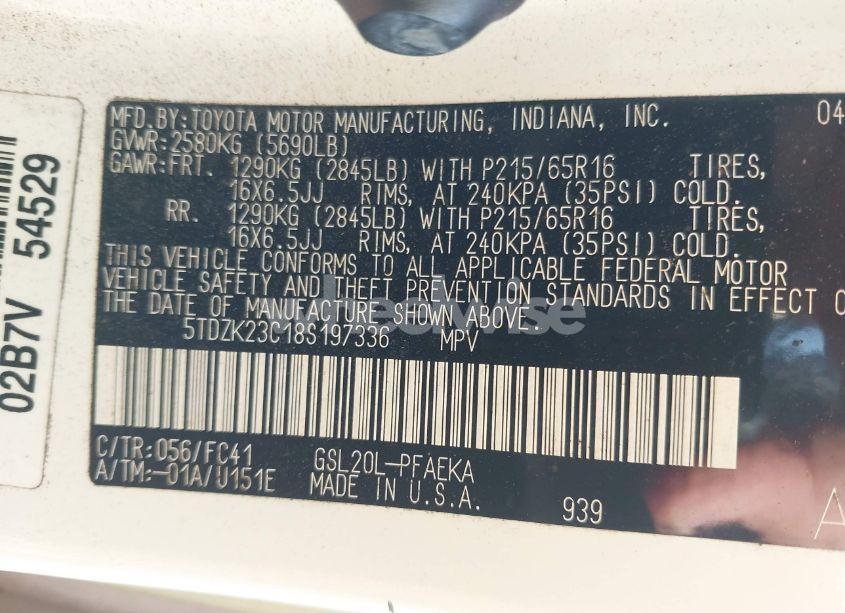 MFD.BY:TOYOTA MOTOR MANUFACTURING, INDIANA, INC. 04
GVWR:2580KG (5690LB)
GAWR:FRT. 1290KG (2845LB) WITH P215/65R16 TIRES,
16X6.5JJ RIMS, AT 240KPA (35PSI) COLD.
RR. 1290KG (2845LB) WITH P215/65R16 TIRES,
16X6.5JJ RIMS, AT 240KPA (35PSI) COLD.
THIS VEHICLE CONFORMS TO ALL APPLICABLE FEDERAL MOTOR
VEHICLE SAFETY AND THEFT PREVENTION STANDARDS IN EFFECT O
THE DATE OF MANUFACTURE SHOWN ABOVE.
5TDZK23C18S197336 MPV
C/TR:056/FC41 GSL20L-PFAEKA
A/TM:-01A/U151E MADE IN U.S.A.
939
A
02B7V 54529